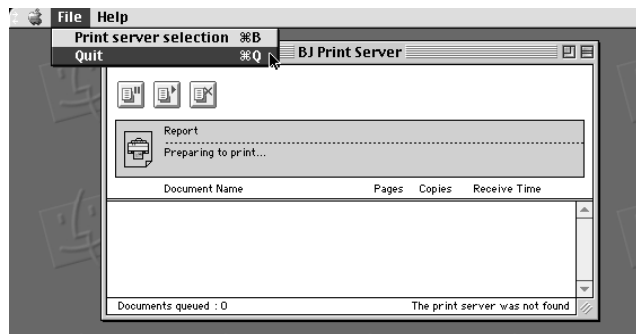 File Help
Print server selection ⌘B
Quit ⌘Q
BJ Print Server
Report
Preparing to print...
Document Name Pages Copies Receive Time
Documents queued : 0 The print server was not found